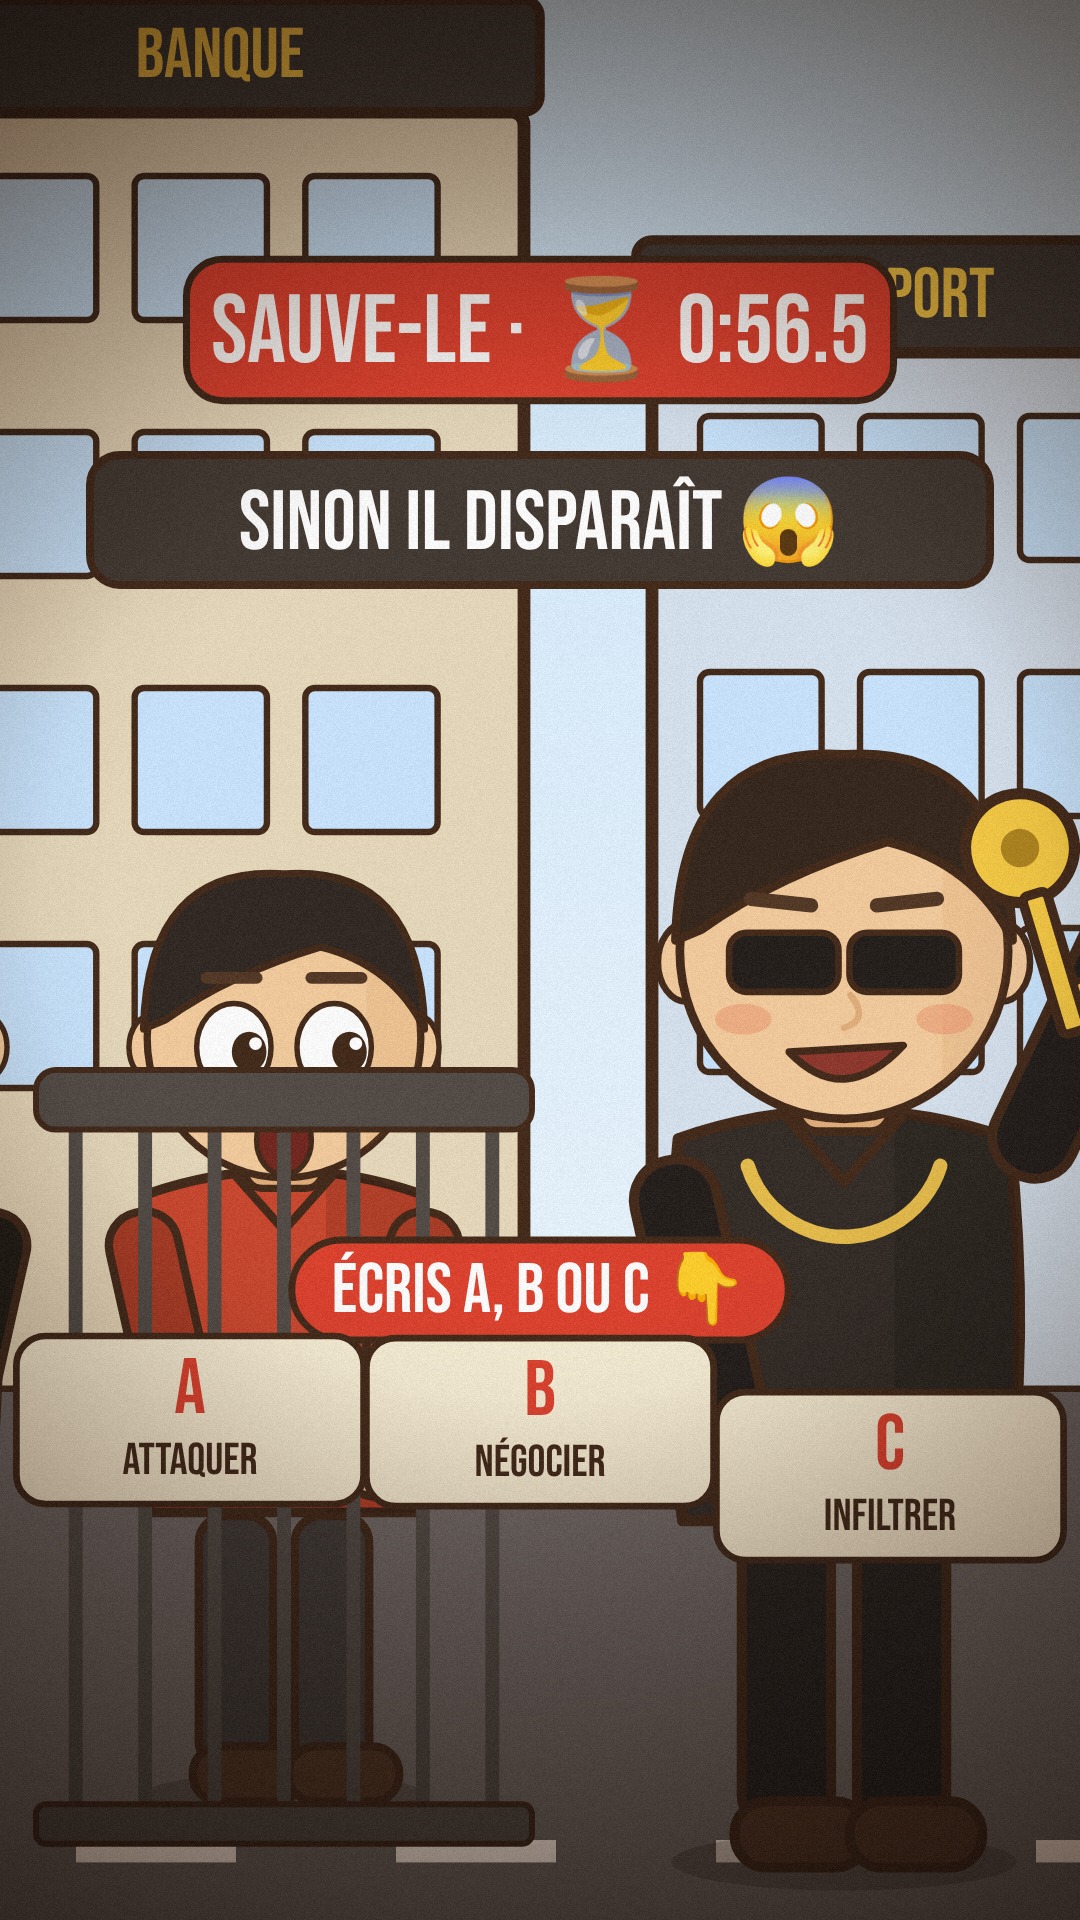 BANQUE
PORT
SAUVE-LE · ⏳ 0:56.5
SINON IL DISPARAÎT 😱
ÉCRIS A, B OU C 👇
A
ATTAQUER
B
NÉGOCIER
C
INFILTRER